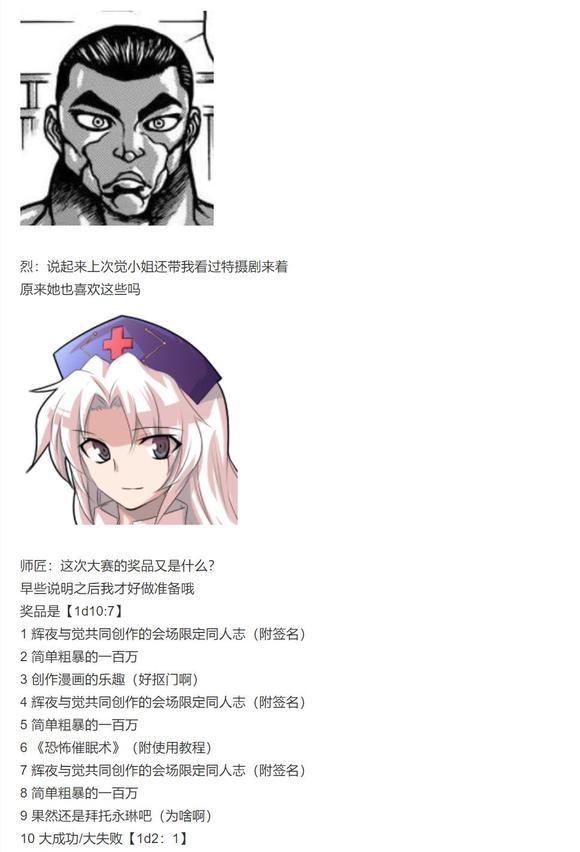 烈：说起来上次觉小姐还带我看过特摄剧来着
原来她也喜欢这些吗
师匠：这次大赛的奖品又是什么？
早些说明之后我才好做准备哦
奖品是【1d10:7】
1 辉夜与觉共同创作的会场限定同人志（附签名）
2 简单粗暴的一百万
3 创作漫画的乐趣（好抠门啊）
4 辉夜与觉共同创作的会场限定同人志（附签名）
5 简单粗暴的一百万
6 《恐怖催眠术》（附使用教程）
7 辉夜与觉共同创作的会场限定同人志（附签名）
8 简单粗暴的一百万
9 果然还是拜托永琳吧（为啥啊）
10 大成功/大失败【1d2：1】